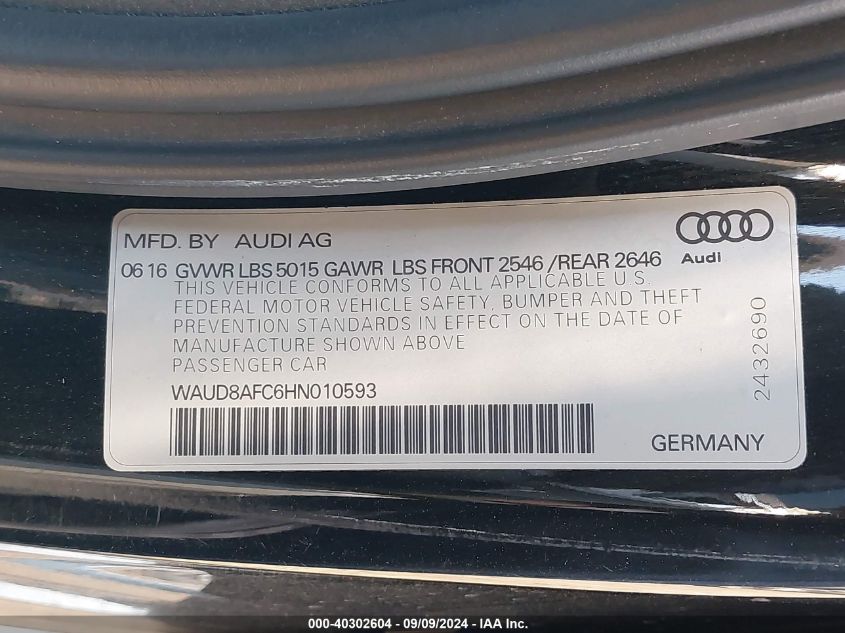 MFD. BY AUDI AG
06 16 GVWR LBS 5015 GAWR LBS FRONT 2546 /REAR 2646
Audi
THIS VEHICLE CONFORMS TO ALL APPLICABLE U.S.
FEDERAL MOTOR VEHICLE SAFETY, BUMPER AND THEFT
PREVENTION STANDARDS IN EFFECT ON THE DATE OF
MANUFACTURE SHOWN ABOVE
PASSENGER CAR
WAUD8AFC6HN010593
2432690
GERMANY
000-40302604 - 09/09/2024 - IAA Inc.